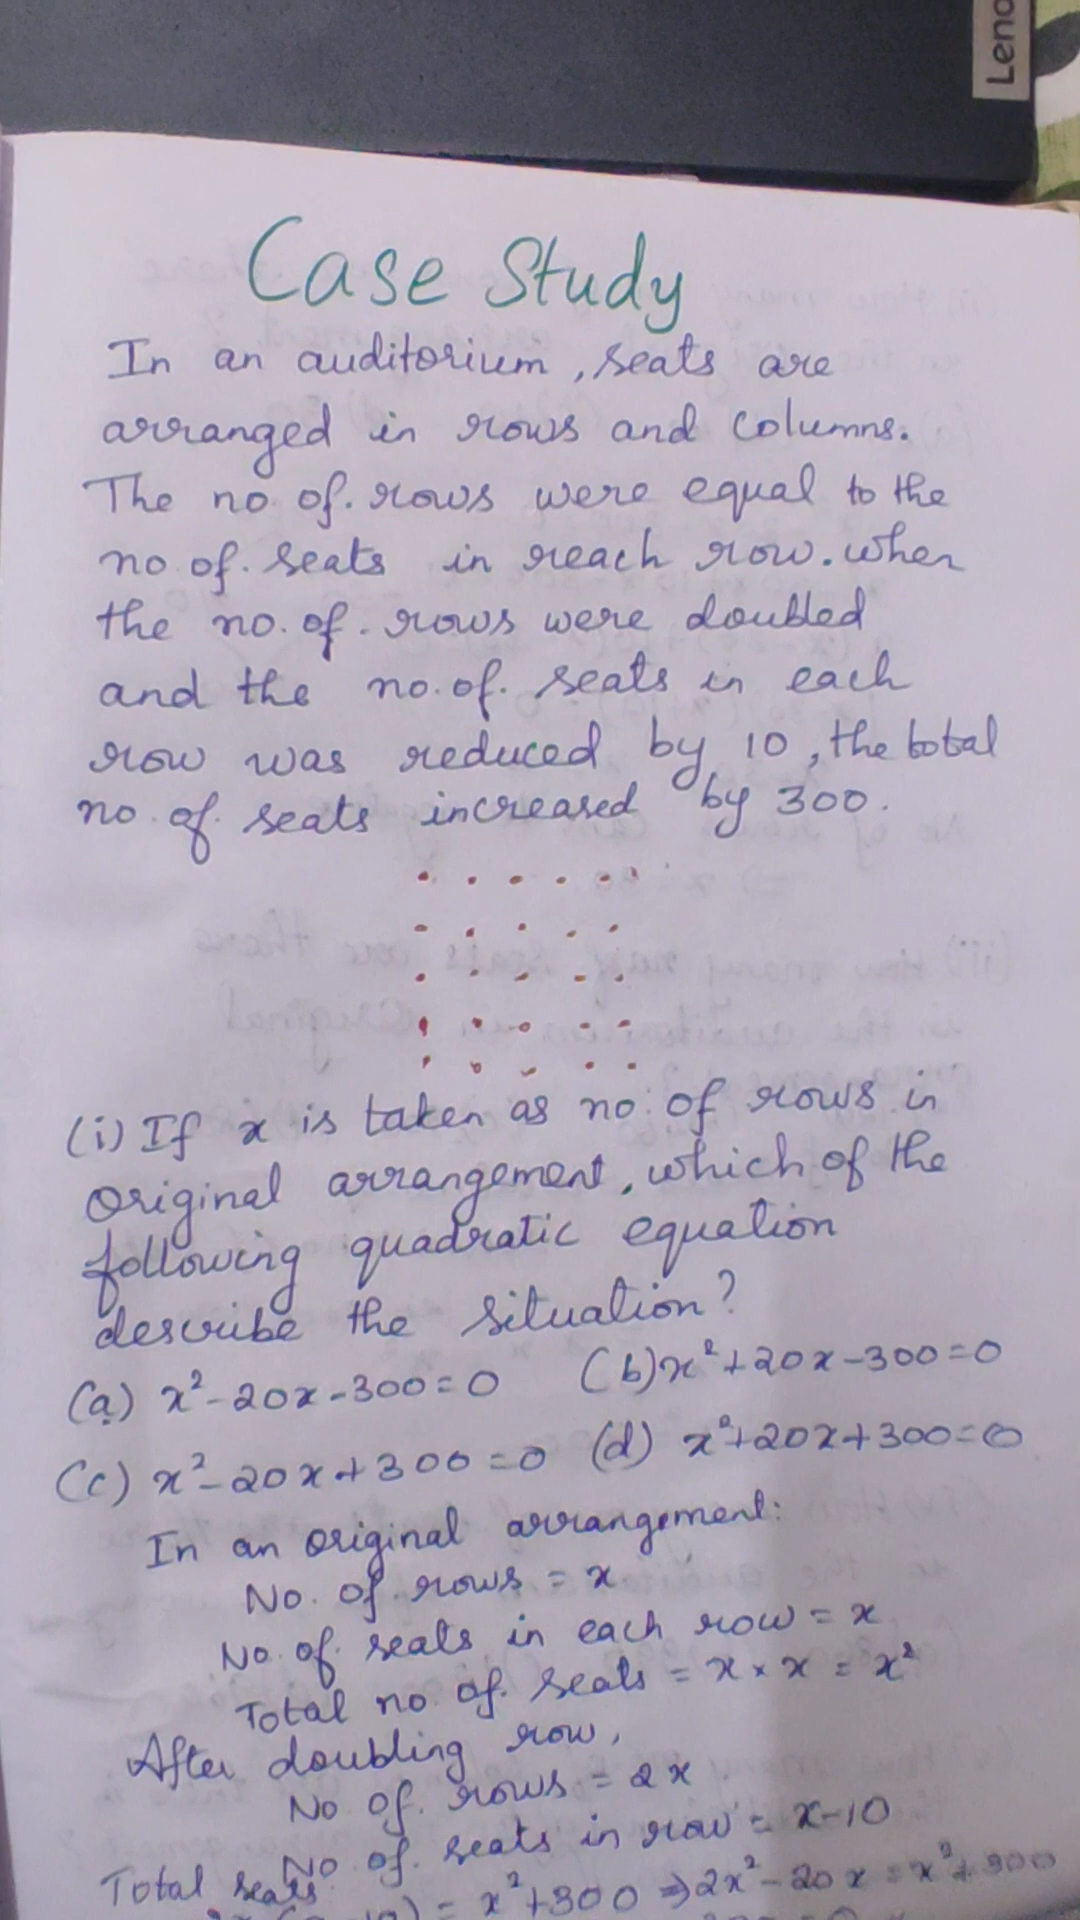 Leno
Case Study
In an auditorium, seats are
arranged in rows and columns.
The no. of. rows were equal to the
no. of. seats in reach row. when
the no. of. rows were doubled
and the no. of. seats in each
row was reduced by 10, the total
no. of. seats increased by 300.
(i) If x is taken as no. of rows in
original arrangement, which of the
following quadratic equation
describe the situation?
(a) x²-20x-300=0 (b) x²+20x-300=0
(c) x²-20x+300=0 (d) x²+20x+300=0
In an original arrangement:
No. of. rows = x
No. of. seats in each row = x
Total no. of. seats = x × x = x²
After doubling row,
No. of. rows = 2x
No. of. seats in row = x-10
Total seats
= x²+300 ⇒ 2x²-20x = x²+300